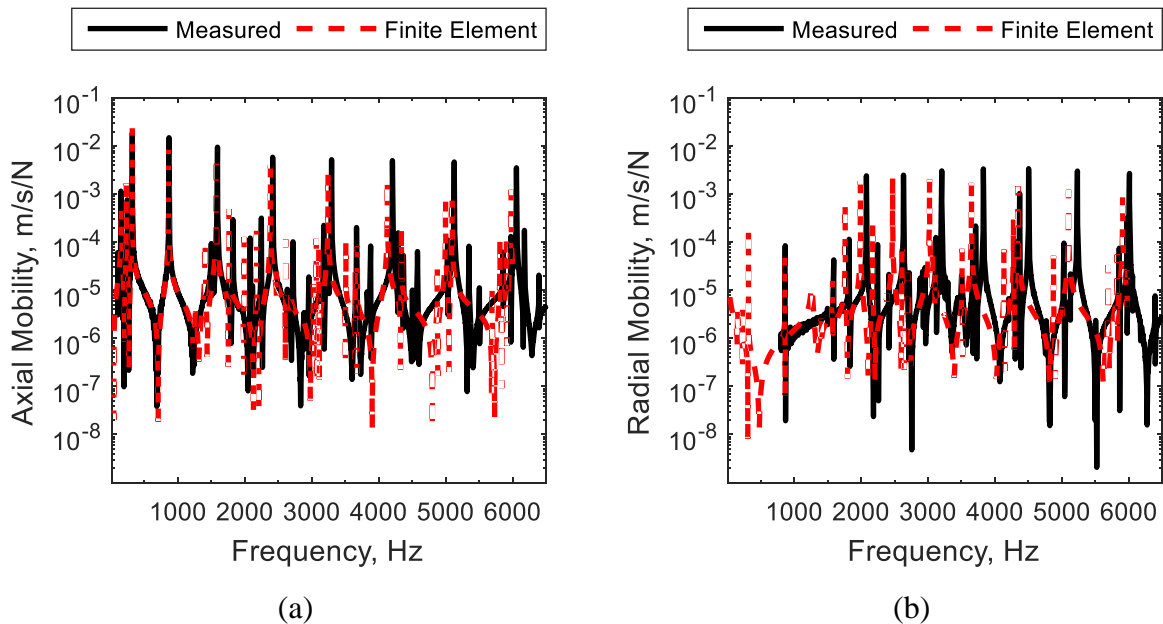 Measured Finite Element
Axial Mobility, m/s/N
10^-1
10^-2
10^-3
10^-4
10^-5
10^-6
10^-7
10^-8
1000 2000 3000 4000 5000 6000
Frequency, Hz
(a)
Measured Finite Element
Radial Mobility, m/s/N
10^-1
10^-2
10^-3
10^-4
10^-5
10^-6
10^-7
10^-8
1000 2000 3000 4000 5000 6000
Frequency, Hz
(b)